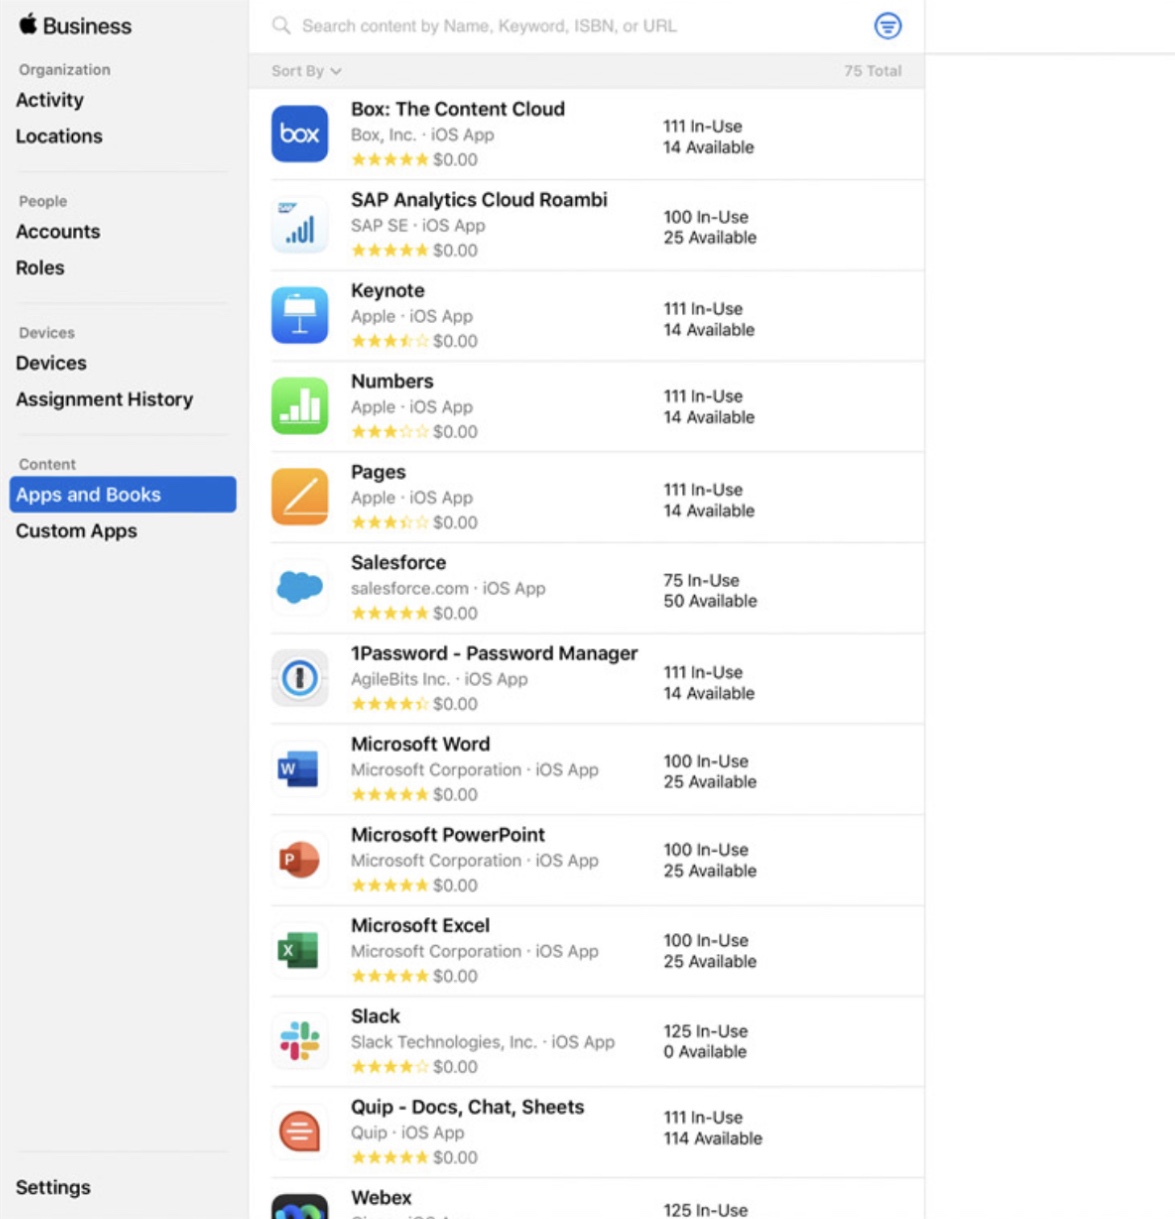 Business
Organization
Activity
Locations
People
Accounts
Roles
Devices
Devices
Assignment History
Content
Apps and Books
Custom Apps
Settings
Search content by Name, Keyword, ISBN, or URL
Sort By
75 Total
box
Box: The Content Cloud
Box, Inc. · iOS App
$0.00
111 In-Use
14 Available
SAP
SAP Analytics Cloud Roambi
SAP SE · iOS App
$0.00
100 In-Use
25 Available
Keynote
Apple · iOS App
$0.00
111 In-Use
14 Available
Numbers
Apple · iOS App
$0.00
111 In-Use
14 Available
Pages
Apple · iOS App
$0.00
111 In-Use
14 Available
Salesforce
salesforce.com · iOS App
$0.00
75 In-Use
50 Available
1Password - Password Manager
AgileBits Inc. · iOS App
$0.00
111 In-Use
14 Available
W
Microsoft Word
Microsoft Corporation · iOS App
$0.00
100 In-Use
25 Available
P
Microsoft PowerPoint
Microsoft Corporation · iOS App
$0.00
100 In-Use
25 Available
X
Microsoft Excel
Microsoft Corporation · iOS App
$0.00
100 In-Use
25 Available
Slack
Slack Technologies, Inc. · iOS App
$0.00
125 In-Use
0 Available
Quip - Docs, Chat, Sheets
Quip · iOS App
$0.00
111 In-Use
114 Available
Webex
125 In-Use